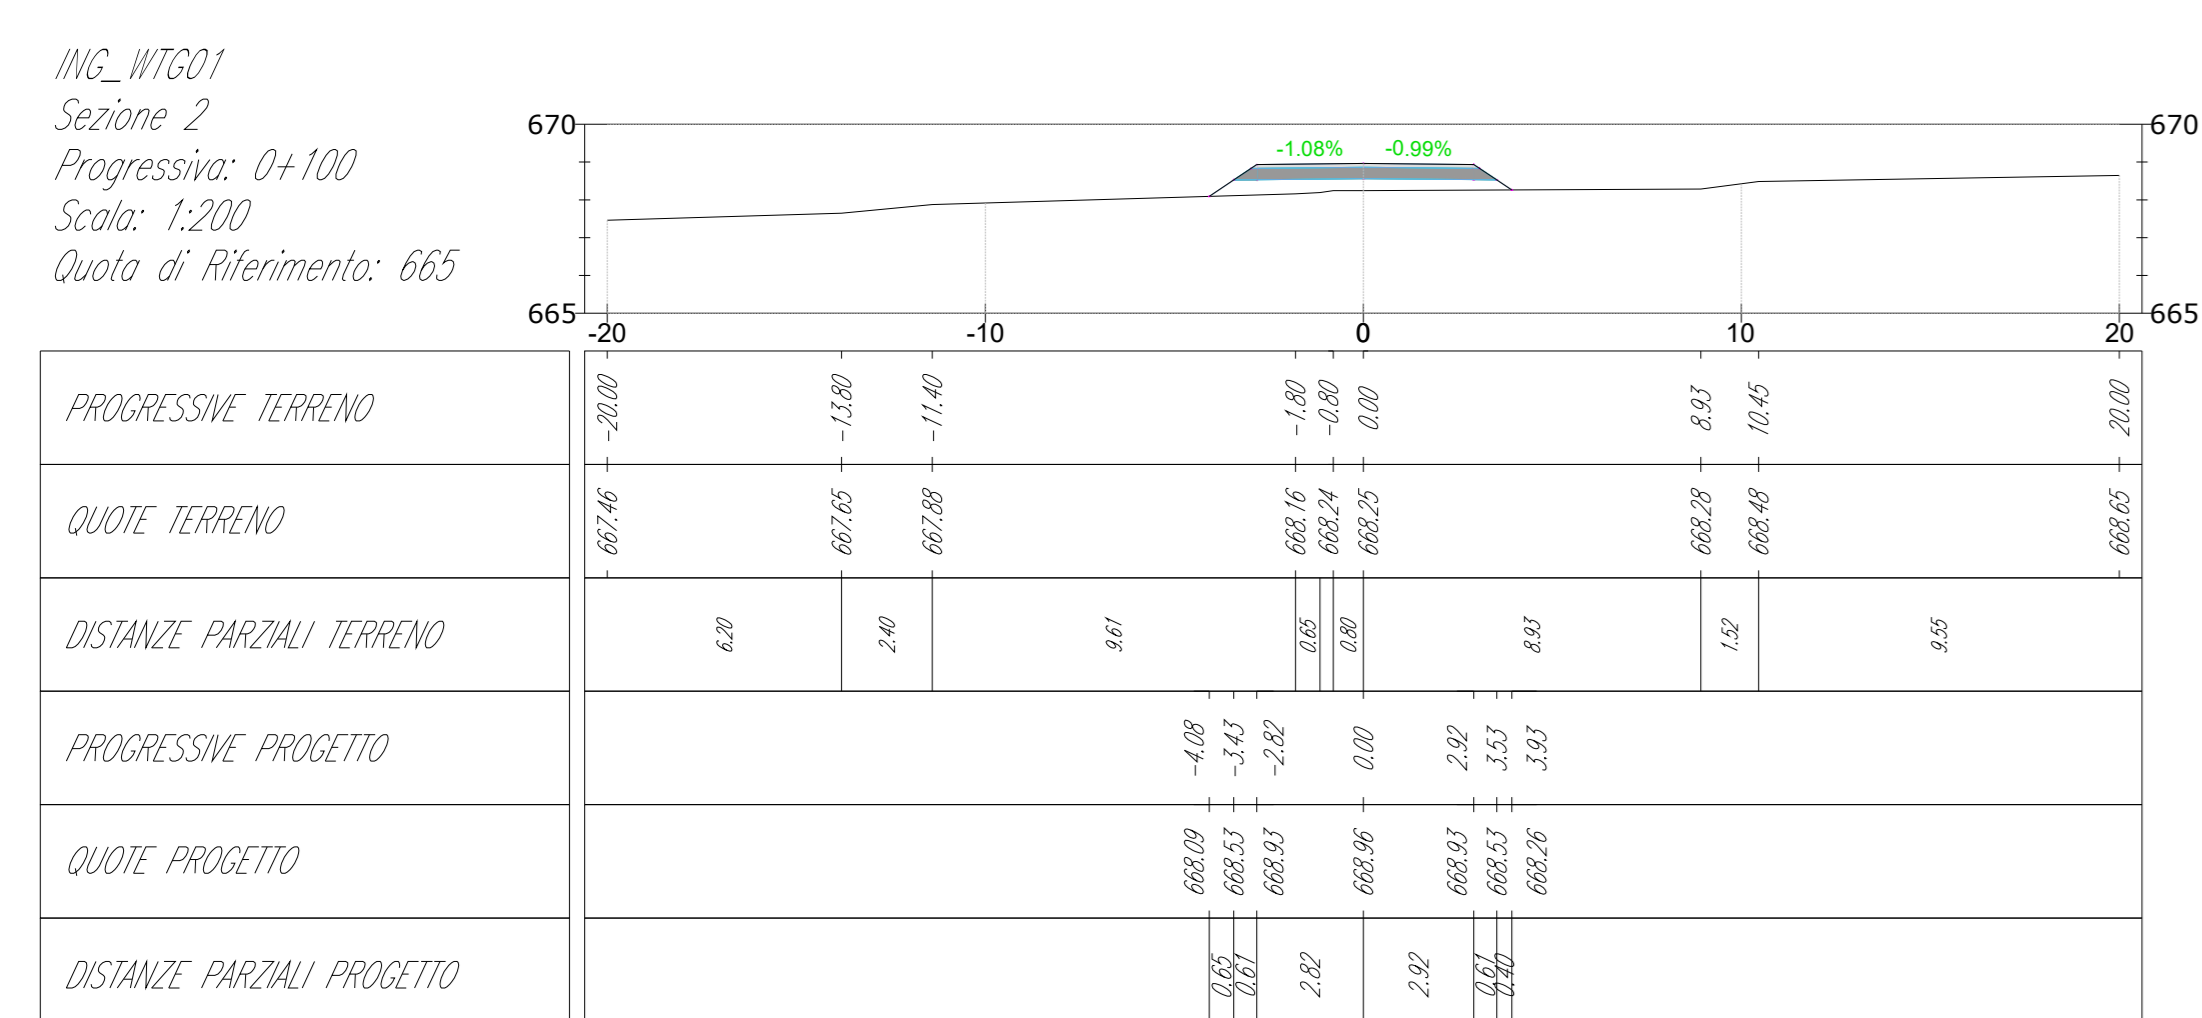 ING_WTG01
Sezione 2
Progressiva: 0+100
Scala: 1:200
Quota di Riferimento: 665
670 670
-1.08% -0.99%
665 665
-20 -10 0 10 20
PROGRESSIVE TERRENO -20.00 -13.80 -11.40 -1.80 -0.80 0.00 8.93 10.45 20.00
QUOTE TERRENO 667.46 667.65 667.88 668.16 668.24 668.25 668.28 668.48 668.65
DISTANZE PARZIALI TERRENO 6.20 2.40 9.61 0.65 0.80 8.93 1.52 9.55
PROGRESSIVE PROGETTO -4.08 -3.43 -2.82 0.00 2.92 3.53 3.93
QUOTE PROGETTO 668.09 668.53 668.93 668.96 668.93 668.53 668.26
DISTANZE PARZIALI PROGETTO 0.65 0.61 2.82 2.92 0.61 0.40